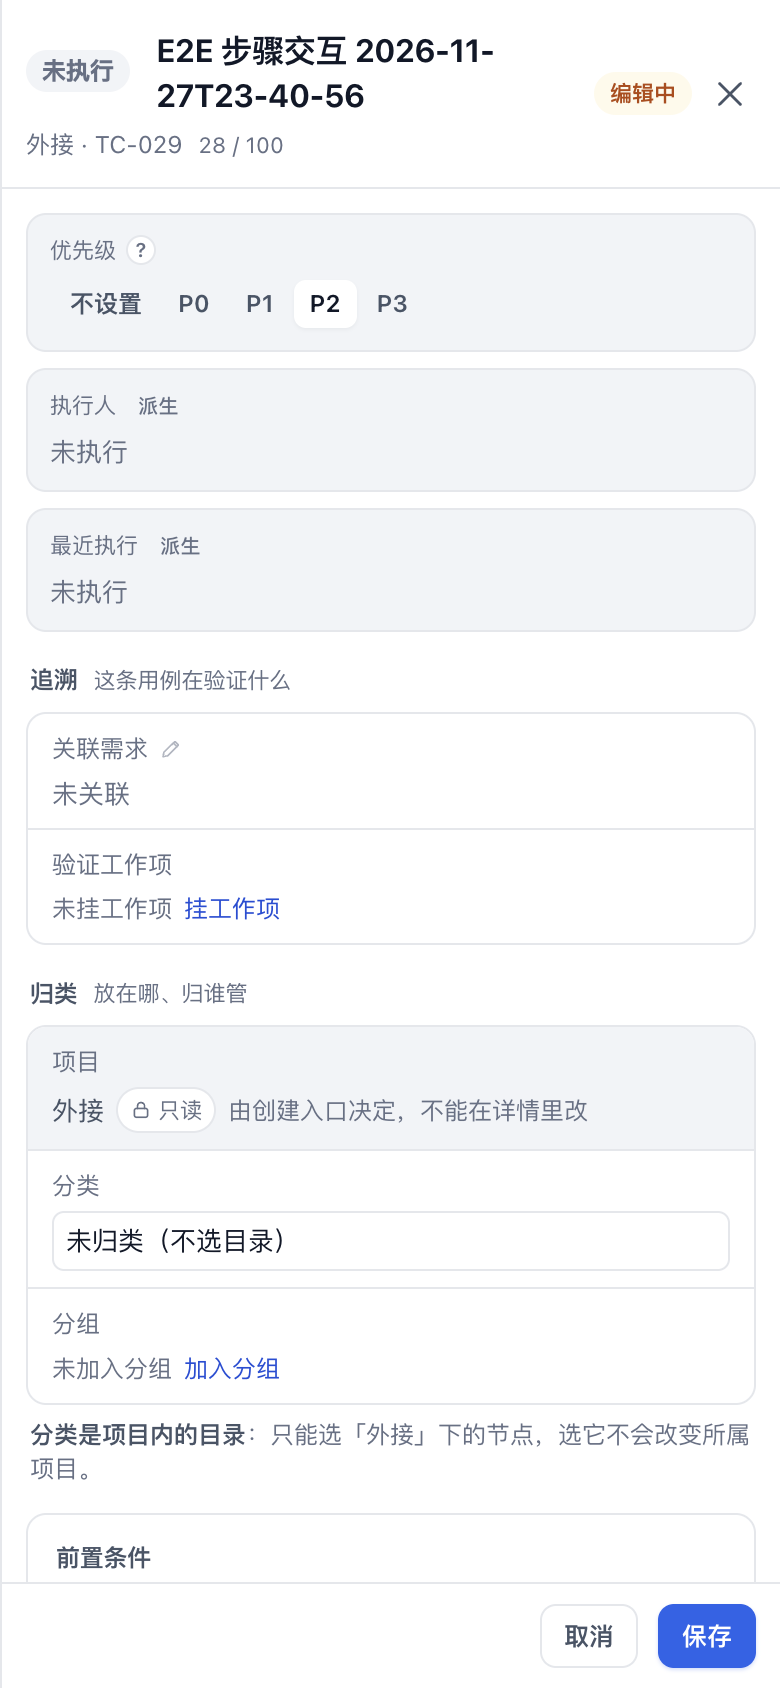 未执行
E2E 步骤交互 2026-11-
27T23-40-56
编辑中
外接 · TC-029 28 / 100
优先级 ?
不设置 P0 P1 P2 P3
执行人 派生
未执行
最近执行 派生
未执行
追溯 这条用例在验证什么
关联需求
未关联
验证工作项
未挂工作项 挂工作项
归类 放在哪、归谁管
项目
外接 只读 由创建入口决定，不能在详情里改
分类
未归类（不选目录）
分组
未加入分组 加入分组
分类是项目内的目录：只能选「外接」下的节点，选它不会改变所属
项目。
前置条件
取消 保存